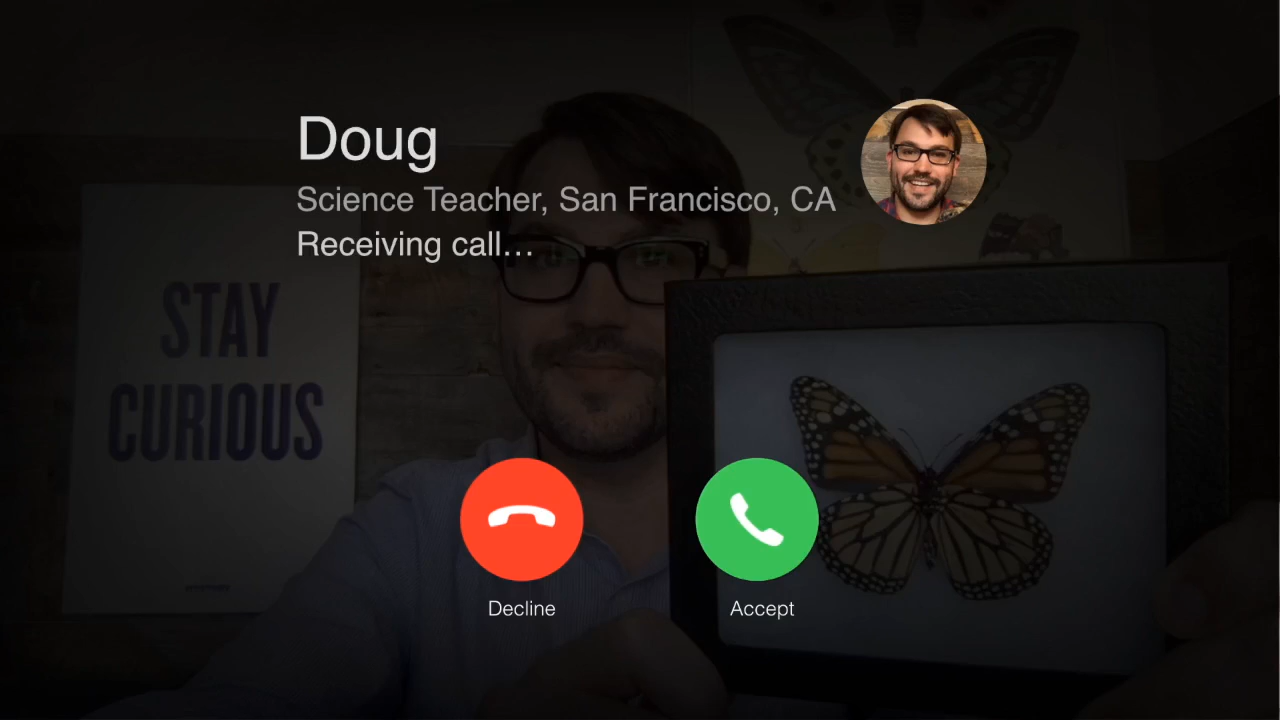 Doug
Science Teacher, San Francisco, CA
Receiving call...
STAY
CURIOUS
Decline
Accept